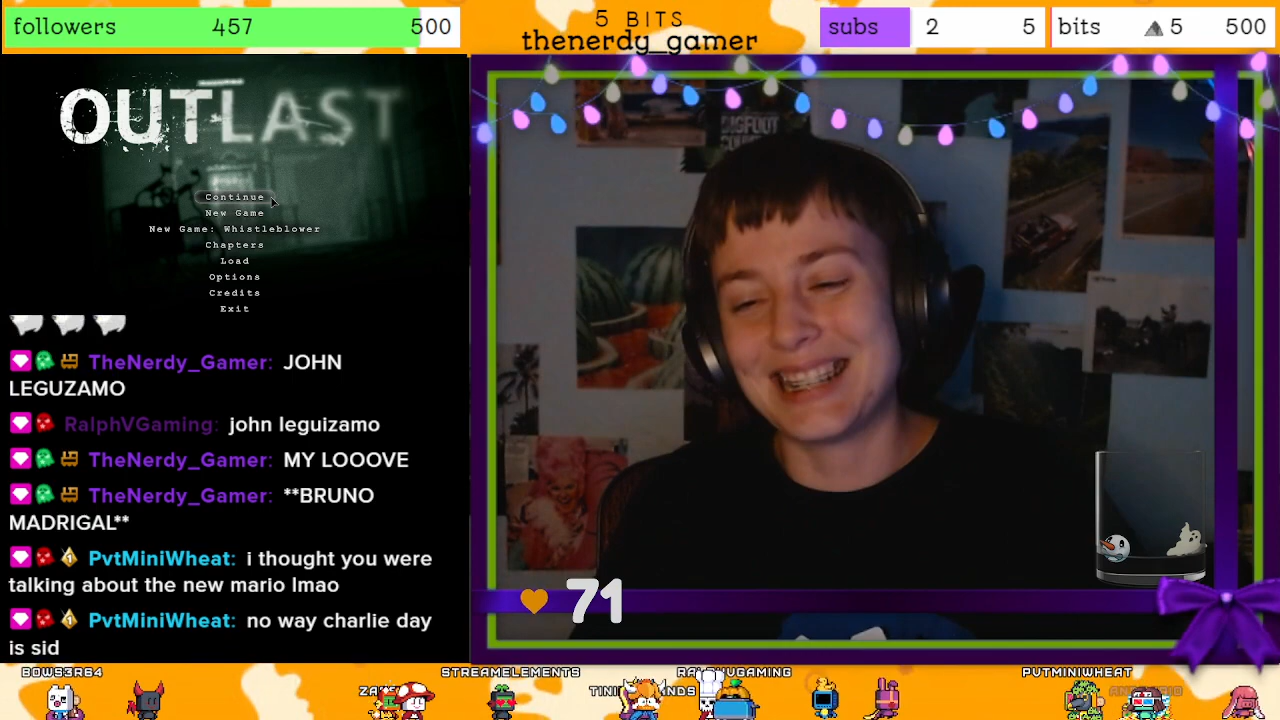 followers 457 500
5 BITS
thenerdy_gamer
subs 2 5
bits 5 500
OUTLAST
Continue
New Game
New Game: Whistleblower
Chapters
Load
Options
Credits
Exit
TheNerdy_Gamer: JOHN
LEGUZAMO
RalphVGaming: john leguizamo
TheNerdy_Gamer: MY LOOOVE
TheNerdy_Gamer: **BRUNO
MADRIGAL**
PvtMiniWheat: i thought you were
talking about the new mario lmao
PvtMiniWheat: no way charlie day
is sid
BIGFOOT
71
BOWS3R64
STREAMELEMENTS
RALPHVGAMING
PVTMINIWHEAT